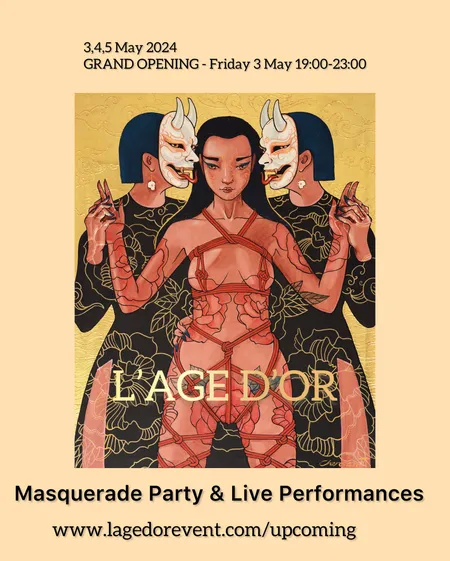 3,4,5 May 2024
GRAND OPENING - Friday 3 May 19:00-23:00
L’AGE D’OR
Masquerade Party & Live Performances
www.lagedorevent.com/upcoming